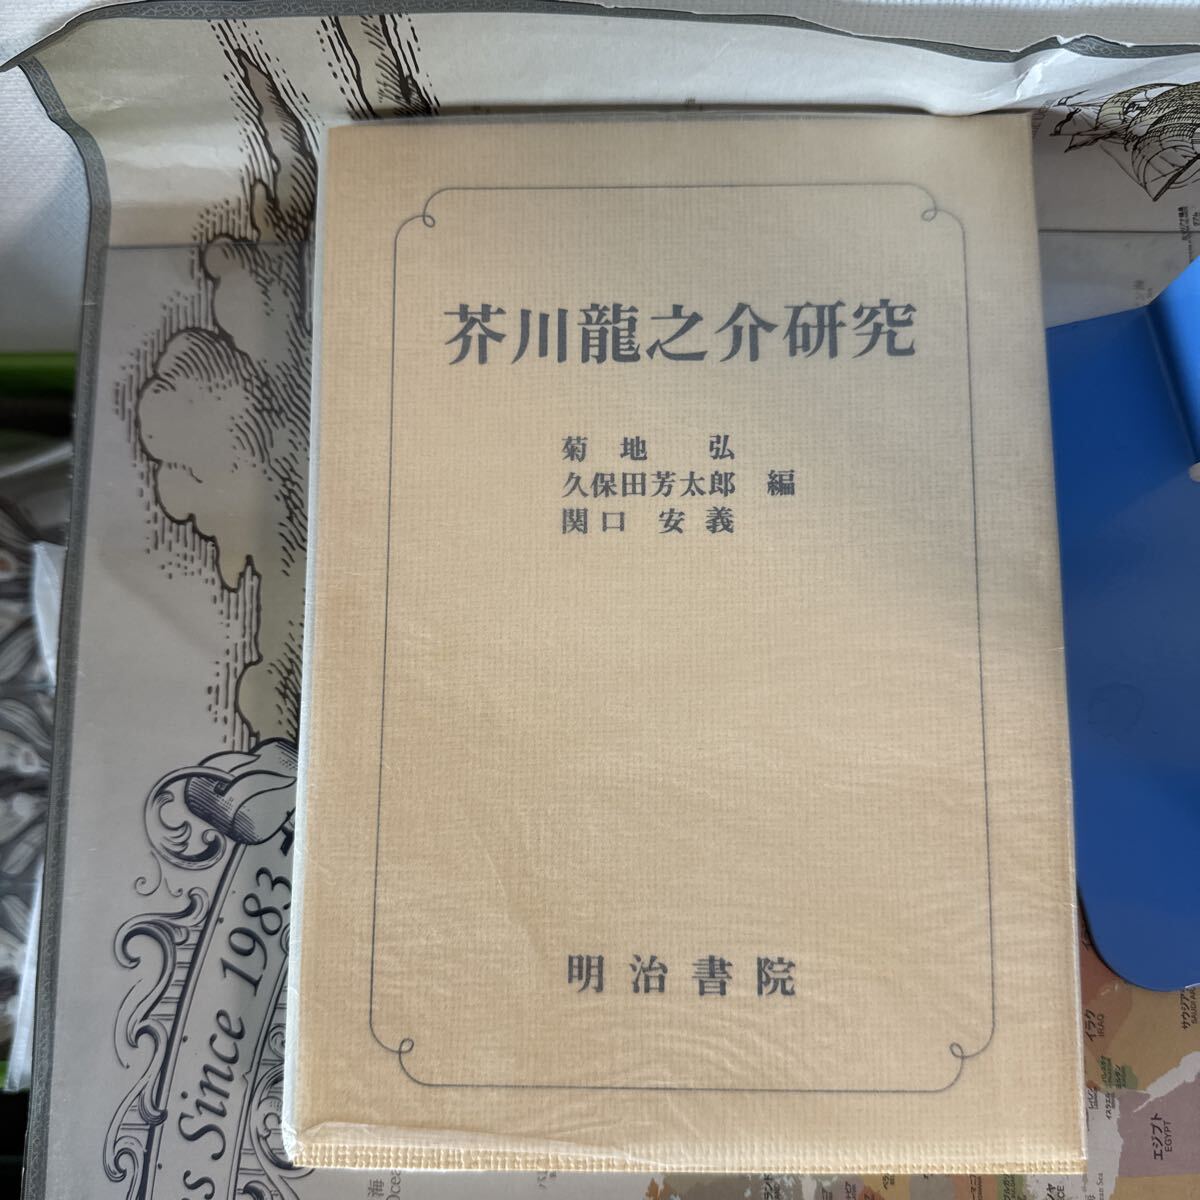 芥川龍之介研究
菊地 弘
久保田芳太郎 編
関口 安義
明治書院
Since 1983
イラク
IRAQ
エジプト
EGYPT